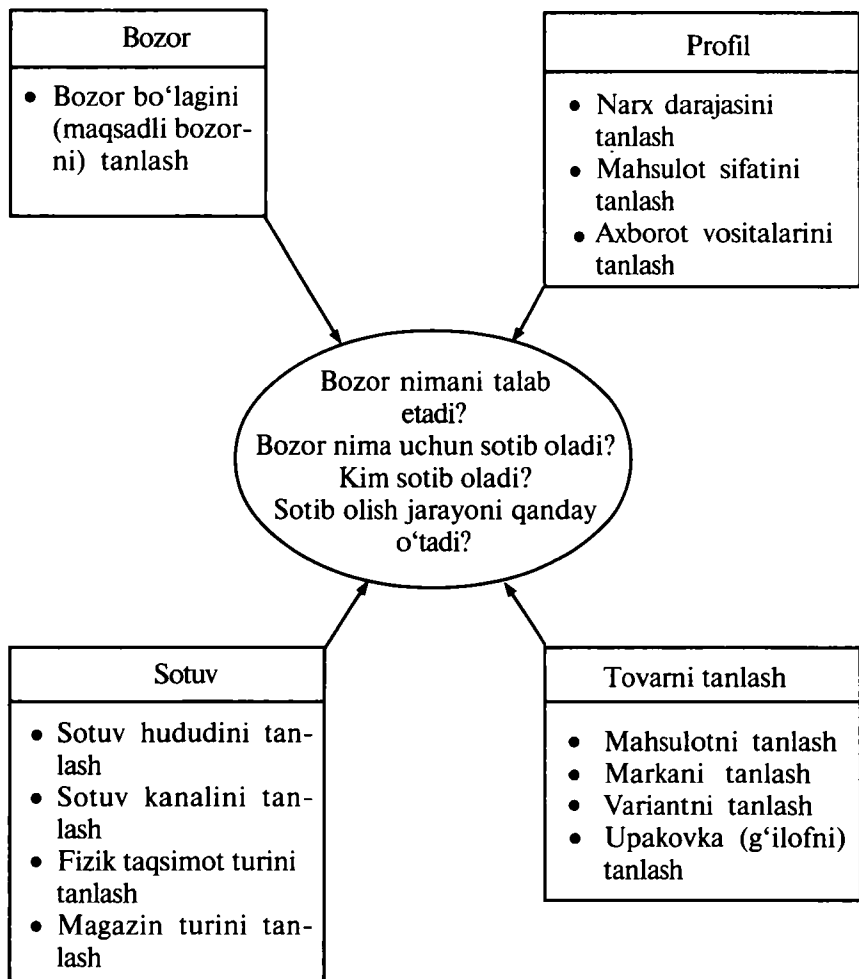 Bozor
• Bozor bo‘lagini
(maqsadli bozor-
ni) tanlash
Profil
• Narx darajasini
tanlash
• Mahsulot sifatini
tanlash
• Axborot vositalarini
tanlash
Bozor nimani talab
etadi?
Bozor nima uchun sotib oladi?
Kim sotib oladi?
Sotib olish jarayoni qanday
o‘tadi?
Sotuv
• Sotuv hududini tan-
lash
• Sotuv kanalini tan-
lash
• Fizik taqsimot turini
tanlash
• Magazin turini tan-
lash
Tovarni tanlash
• Mahsulotni tanlash
• Markani tanlash
• Variantni tanlash
• Upakovka (g‘ilofni)
tanlash